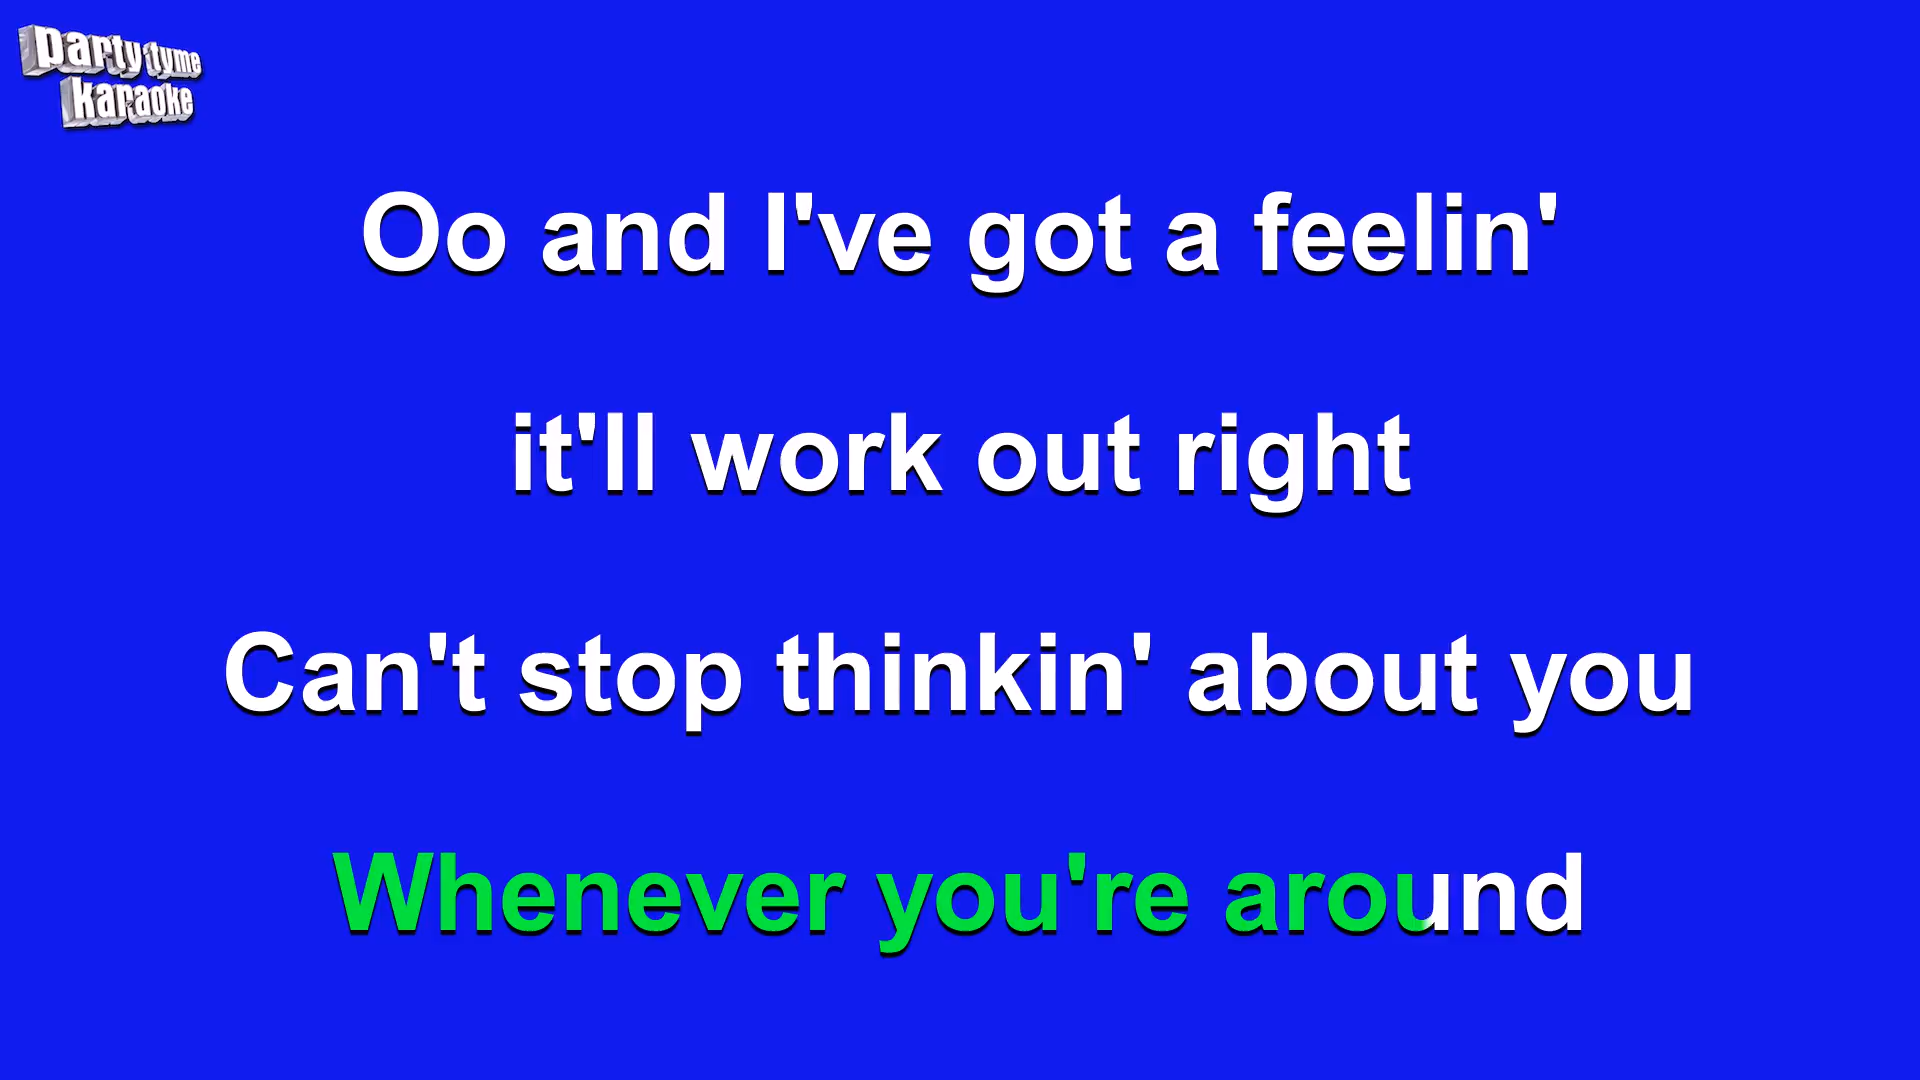 party tyme
karaoke
Oo and I've got a feelin'
it'll work out right
Can't stop thinkin' about you
Whenever you're around